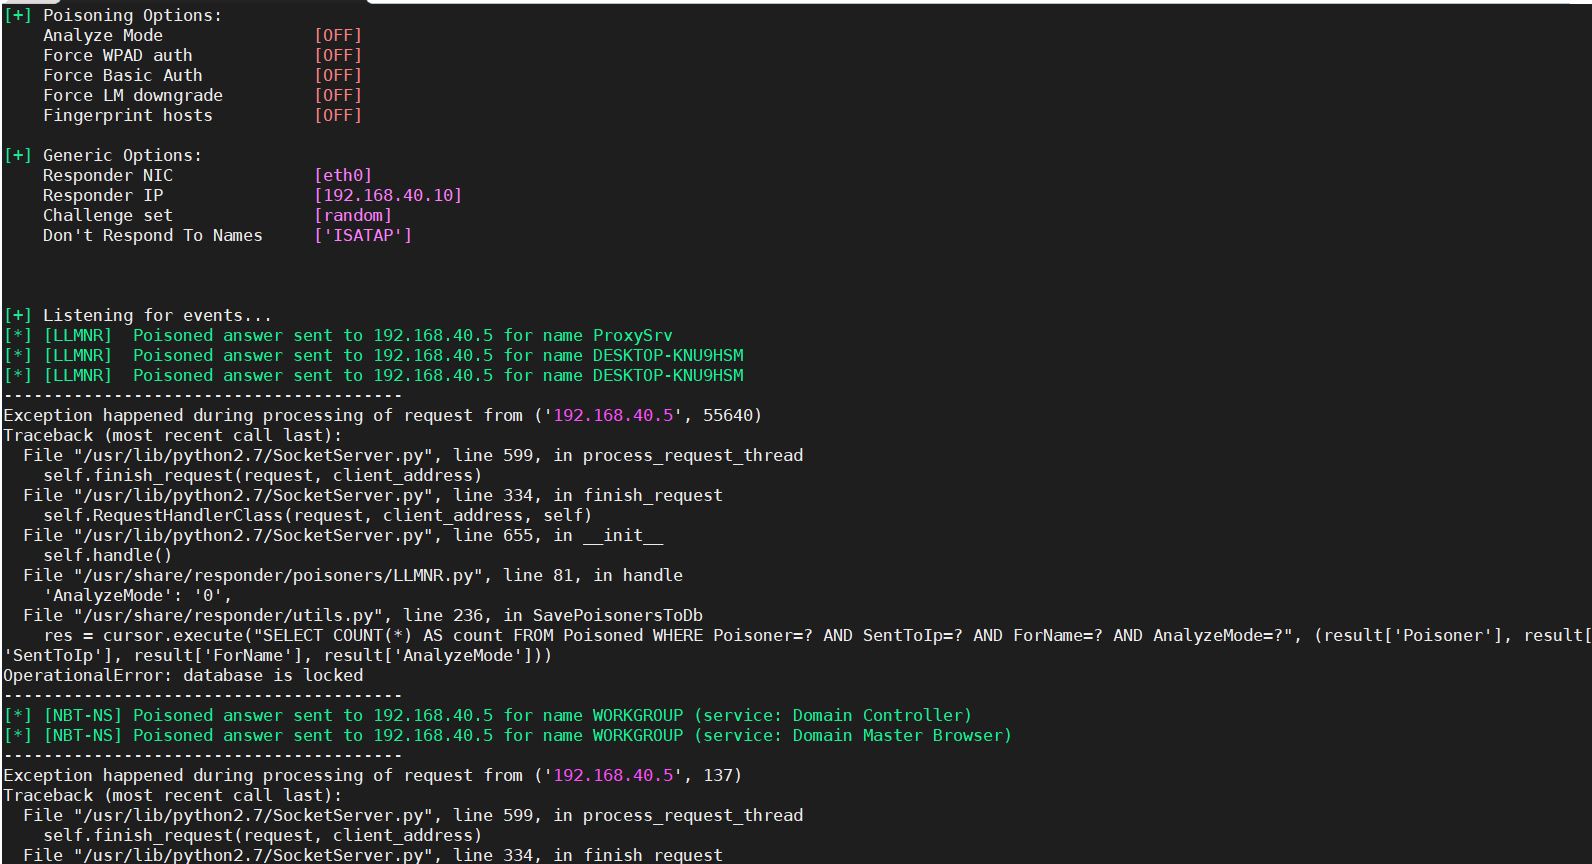 [+] Poisoning Options:
    Analyze Mode               [OFF]
    Force WPAD auth            [OFF]
    Force Basic Auth           [OFF]
    Force LM downgrade         [OFF]
    Fingerprint hosts          [OFF]
[+] Generic Options:
    Responder NIC              [eth0]
    Responder IP               [192.168.40.10]
    Challenge set              [random]
    Don't Respond To Names     ['ISATAP']
[+] Listening for events...
[*] [LLMNR]  Poisoned answer sent to 192.168.40.5 for name ProxySrv
[*] [LLMNR]  Poisoned answer sent to 192.168.40.5 for name DESKTOP-KNU9HSM
[*] [LLMNR]  Poisoned answer sent to 192.168.40.5 for name DESKTOP-KNU9HSM
----------------------------------------
Exception happened during processing of request from ('192.168.40.5', 55640)
Traceback (most recent call last):
  File "/usr/lib/python2.7/SocketServer.py", line 599, in process_request_thread
    self.finish_request(request, client_address)
  File "/usr/lib/python2.7/SocketServer.py", line 334, in finish_request
    self.RequestHandlerClass(request, client_address, self)
  File "/usr/lib/python2.7/SocketServer.py", line 655, in __init__
    self.handle()
  File "/usr/share/responder/poisoners/LLMNR.py", line 81, in handle
    'AnalyzeMode': '0',
  File "/usr/share/responder/utils.py", line 236, in SavePoisonersToDb
    res = cursor.execute("SELECT COUNT(*) AS count FROM Poisoned WHERE Poisoner=? AND SentToIp=? AND ForName=? AND AnalyzeMode=?", (result['Poisoner'], result[
'SentToIp'], result['ForName'], result['AnalyzeMode']))
OperationalError: database is locked
----------------------------------------
[*] [NBT-NS] Poisoned answer sent to 192.168.40.5 for name WORKGROUP (service: Domain Controller)
[*] [NBT-NS] Poisoned answer sent to 192.168.40.5 for name WORKGROUP (service: Domain Master Browser)
----------------------------------------
Exception happened during processing of request from ('192.168.40.5', 137)
Traceback (most recent call last):
  File "/usr/lib/python2.7/SocketServer.py", line 599, in process_request_thread
    self.finish_request(request, client_address)
  File "/usr/lib/python2.7/SocketServer.py", line 334, in finish_request